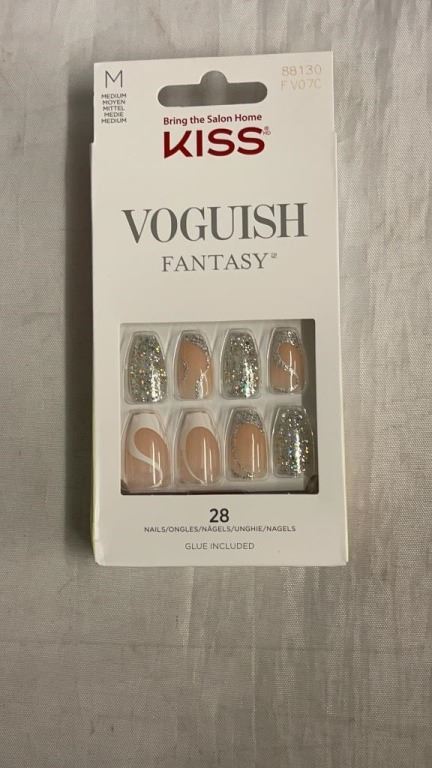 M
MEDIUM
MOYEN
MITTEL
MEDIE
MEDIUM
88130
FV07C
Bring the Salon Home
KISS
VOGUISH
FANTASY
28
NAILS/ONGLES/NÄGELS/UNGHIE/NAGELS
GLUE INCLUDED